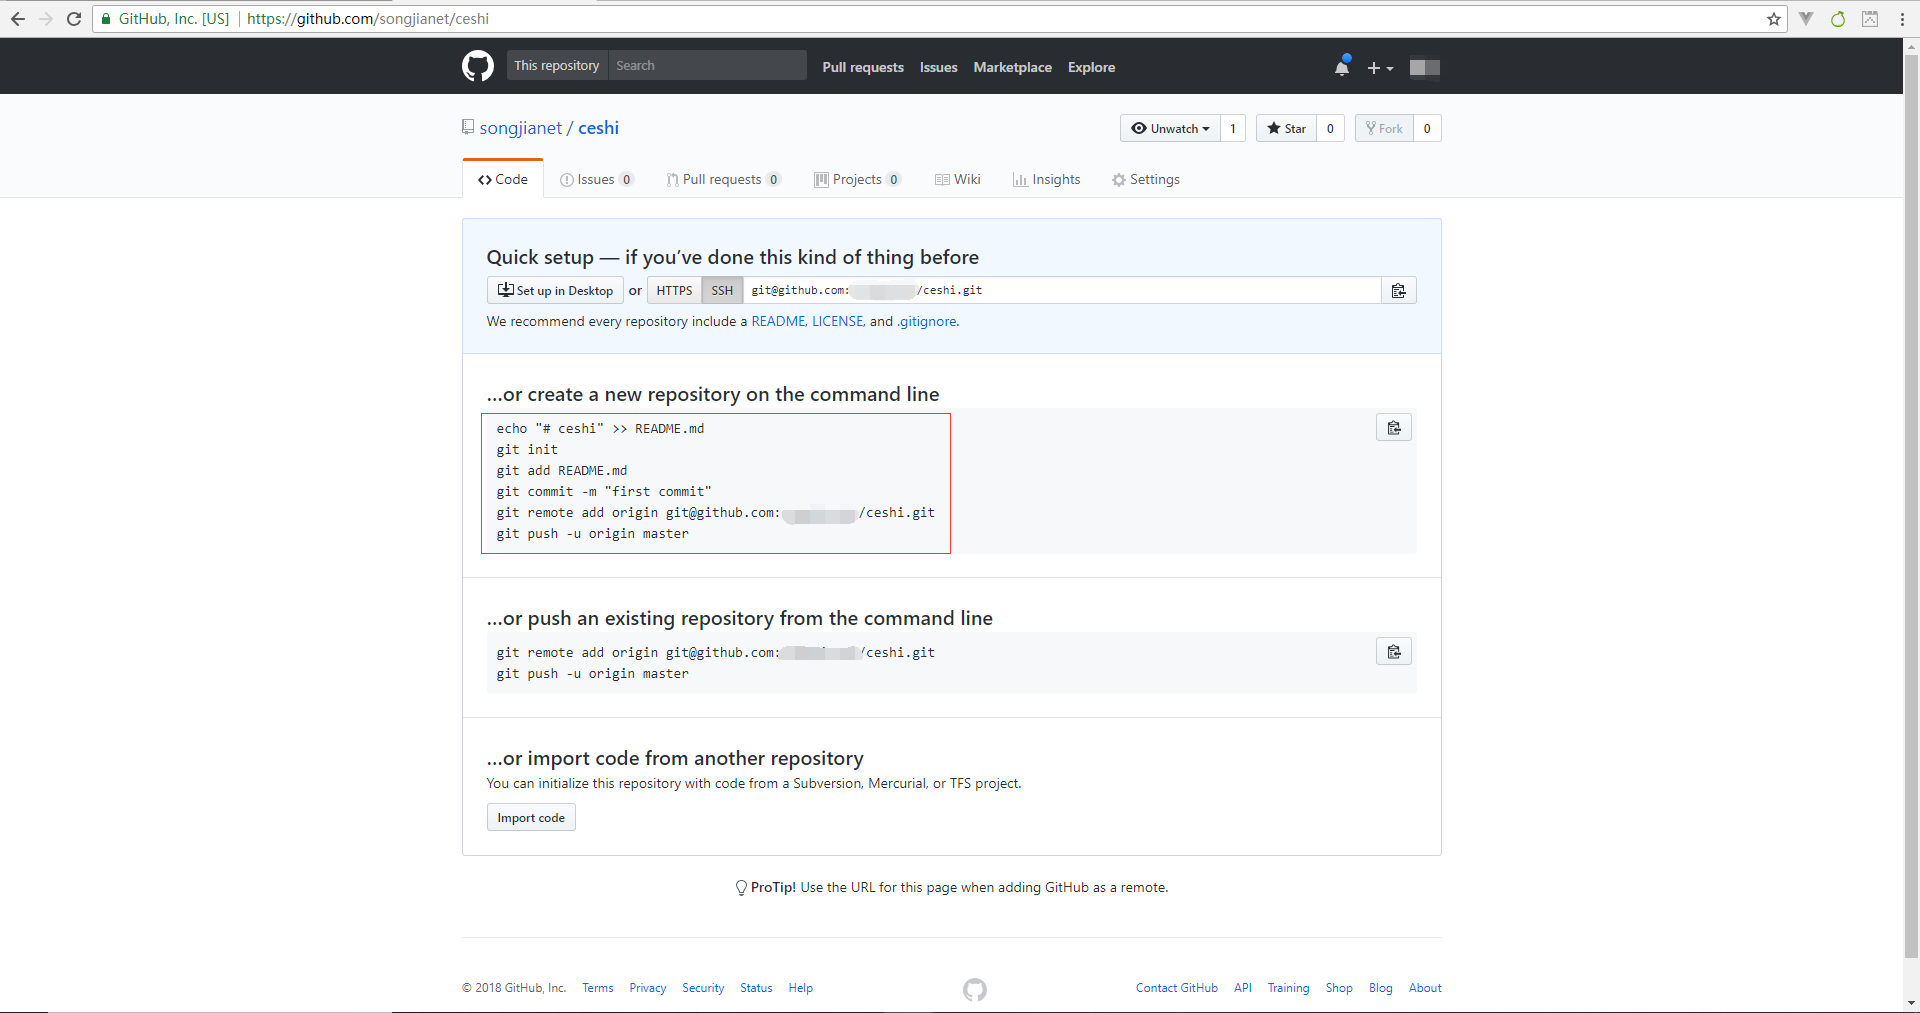 GitHub, Inc. [US] https://github.com/songjianet/ceshi
This repository Search Pull requests Issues Marketplace Explore
songjianet / ceshi
Unwatch 1 Star 0 Fork 0
Code Issues 0 Pull requests 0 Projects 0 Wiki Insights Settings
Quick setup — if you’ve done this kind of thing before
Set up in Desktop or HTTPS SSH git@github.com: /ceshi.git
We recommend every repository include a README, LICENSE, and .gitignore.
…or create a new repository on the command line
echo "# ceshi" >> README.md
git init
git add README.md
git commit -m "first commit"
git remote add origin git@github.com: /ceshi.git
git push -u origin master
…or push an existing repository from the command line
git remote add origin git@github.com: /ceshi.git
git push -u origin master
…or import code from another repository
You can initialize this repository with code from a Subversion, Mercurial, or TFS project.
Import code
ProTip! Use the URL for this page when adding GitHub as a remote.
© 2018 GitHub, Inc. Terms Privacy Security Status Help Contact GitHub API Training Shop Blog About